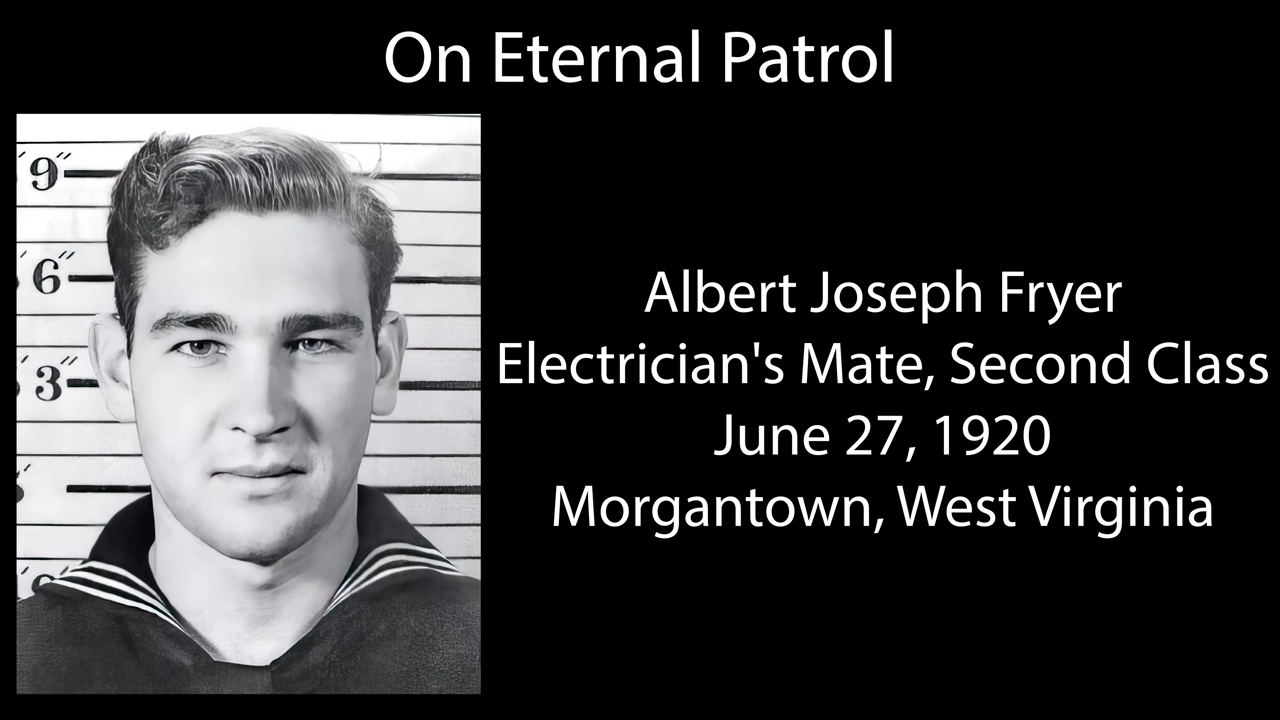 On Eternal Patrol
9″
6″
3″
Albert Joseph Fryer
Electrician's Mate, Second Class
June 27, 1920
Morgantown, West Virginia